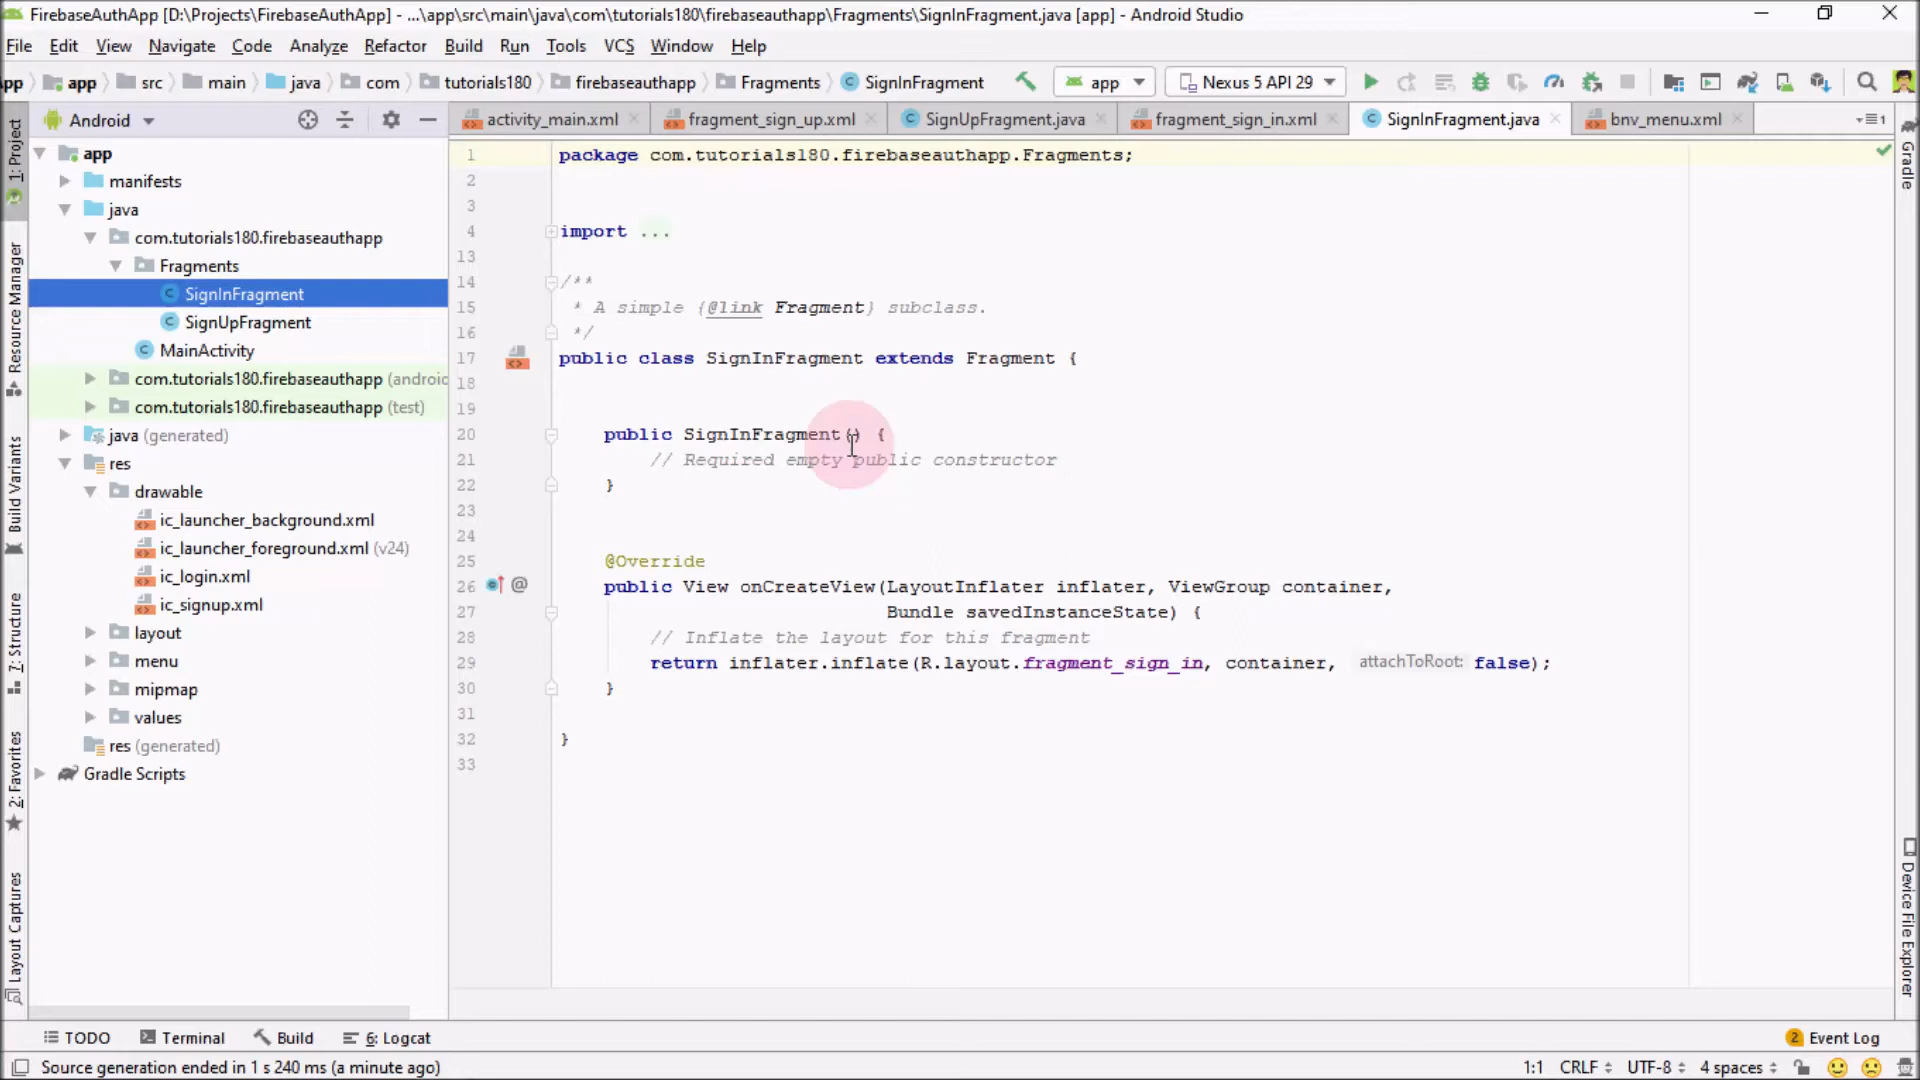 FirebaseAuthApp [D:\Projects\FirebaseAuthApp] - ...\app\src\main\java\com\tutorials180\firebaseauthapp\Fragments\SignInFragment.java [app] - Android Studio
File Edit View Navigate Code Analyze Refactor Build Run Tools VCS Window Help
App app src main java com tutorials180 firebaseauthapp Fragments SignInFragment app Nexus 5 API 29
Android
activity_main.xml fragment_sign_up.xml SignUpFragment.java fragment_sign_in.xml SignInFragment.java bnv_menu.xml
1
1: Project
Resource Manager
Build Variants
7: Structure
2: Favorites
Layout Captures
app
manifests
java
com.tutorials180.firebaseauthapp
Fragments
SignInFragment
SignUpFragment
MainActivity
com.tutorials180.firebaseauthapp (androic
com.tutorials180.firebaseauthapp (test)
java (generated)
res
drawable
ic_launcher_background.xml
ic_launcher_foreground.xml (v24)
ic_login.xml
ic_signup.xml
layout
menu
mipmap
values
res (generated)
Gradle Scripts
1 package com.tutorials180.firebaseauthapp.Fragments;
2
3
4 import ...
13
14 /**
15 * A simple {@link Fragment} subclass.
16 */
17 public class SignInFragment extends Fragment {
18
19
20 public SignInFragment() {
21 // Required empty public constructor
22 }
23
24
25 @Override
26 public View onCreateView(LayoutInflater inflater, ViewGroup container,
27 Bundle savedInstanceState) {
28 // Inflate the layout for this fragment
29 return inflater.inflate(R.layout.fragment_sign_in, container, attachToRoot: false);
30 }
31
32 }
33
Gradle
Device File Explorer
TODO Terminal Build 6: Logcat 2 Event Log
Source generation ended in 1 s 240 ms (a minute ago) 1:1 CRLF UTF-8 4 spaces